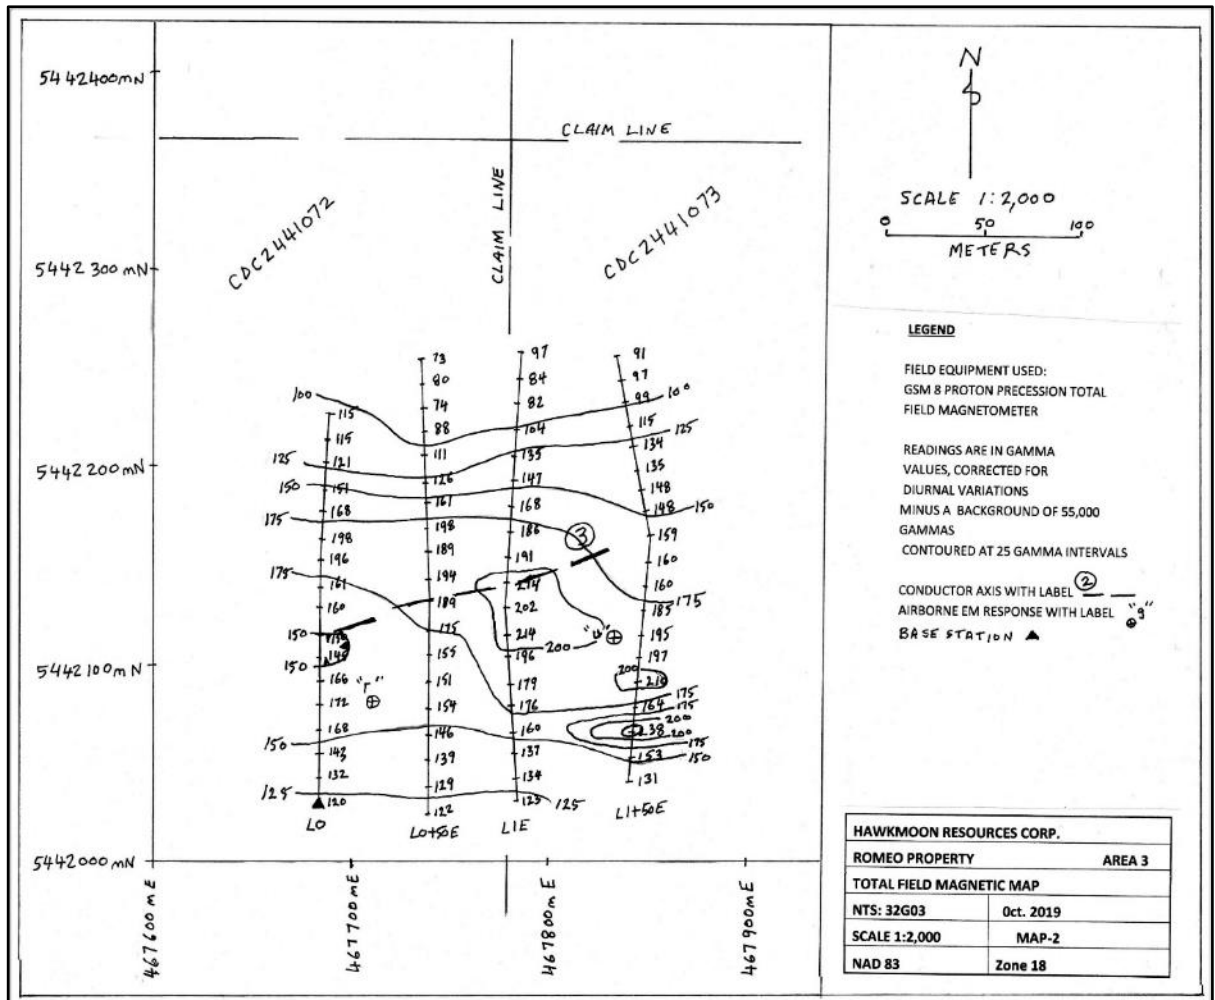 5442400mN
5442300mN
5442200mN
5442100mN
5442000mN
467600mE
467700mE
467800mE
467900mE
CLAIM LINE
CLAIM LINE
CDC2441072
CDC2441073
100
125
150
175
175
150
150
150
125
115
115
121
151
168
198
196
161
160
166
172
168
143
132
120
L0
73
80
74
88
111
126
161
198
189
194
189
175
155
151
154
146
139
129
122
L0+50E
97
84
82
104
135
147
168
186
191
214
202
214
196
179
176
160
137
134
123
L1E
125
200
"u"
3
"r"
91
97
99
115
134
135
148
148
159
160
160
185
195
197
210
164
238
153
131
L1+50E
100
125
150
175
200
175
175
200
200
175
150
N
SCALE 1:2,000
0 50 100
METERS
LEGEND
FIELD EQUIPMENT USED:
GSM 8 PROTON PRECESSION TOTAL
FIELD MAGNETOMETER
READINGS ARE IN GAMMA
VALUES, CORRECTED FOR
DIURNAL VARIATIONS
MINUS A BACKGROUND OF 55,000
GAMMAS
CONTOURED AT 25 GAMMA INTERVALS
CONDUCTOR AXIS WITH LABEL 2
AIRBORNE EM RESPONSE WITH LABEL "g"
BASE STATION
HAWKMOON RESOURCES CORP.
ROMEO PROPERTY AREA 3
TOTAL FIELD MAGNETIC MAP
NTS: 32G03 Oct. 2019
SCALE 1:2,000 MAP-2
NAD 83 Zone 18